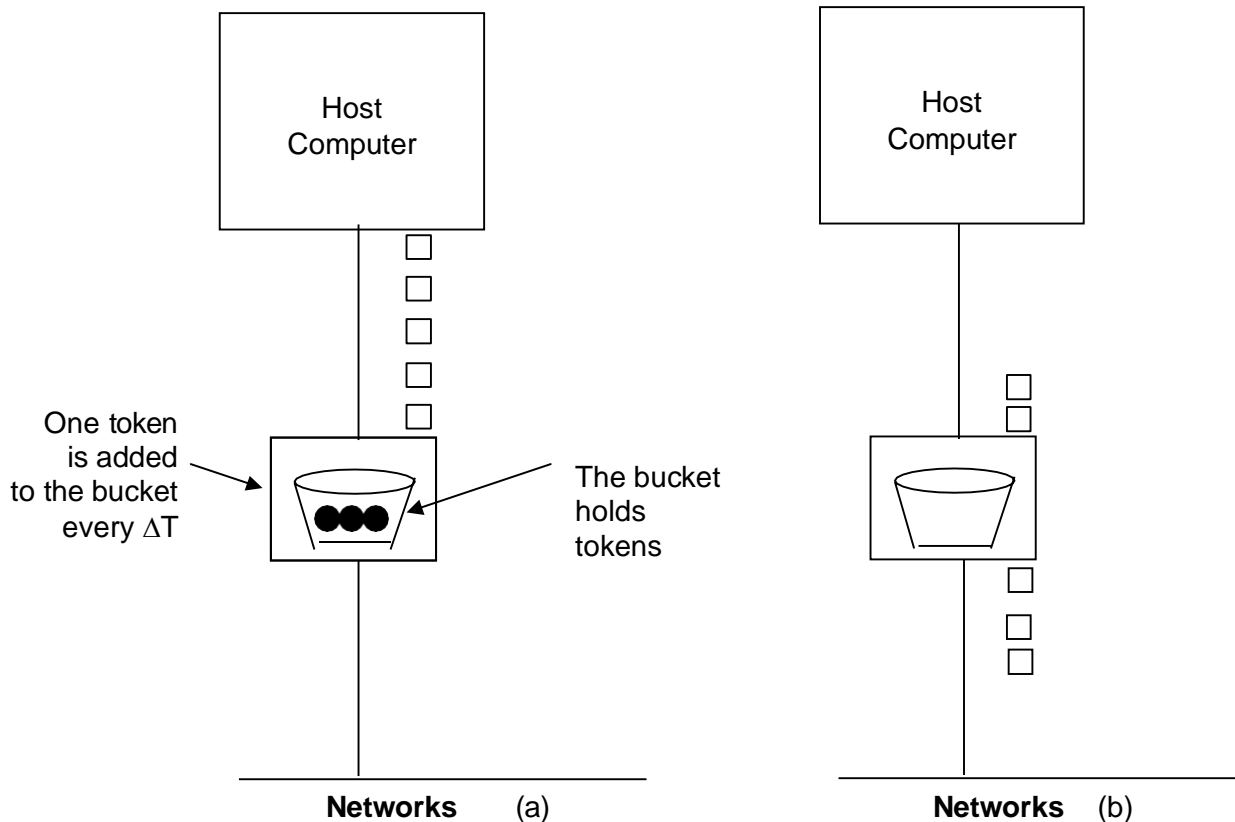 Host
Computer
Host
Computer
One token
is added
to the bucket
every ΔT
The bucket
holds
tokens
Networks (a)
Networks (b)